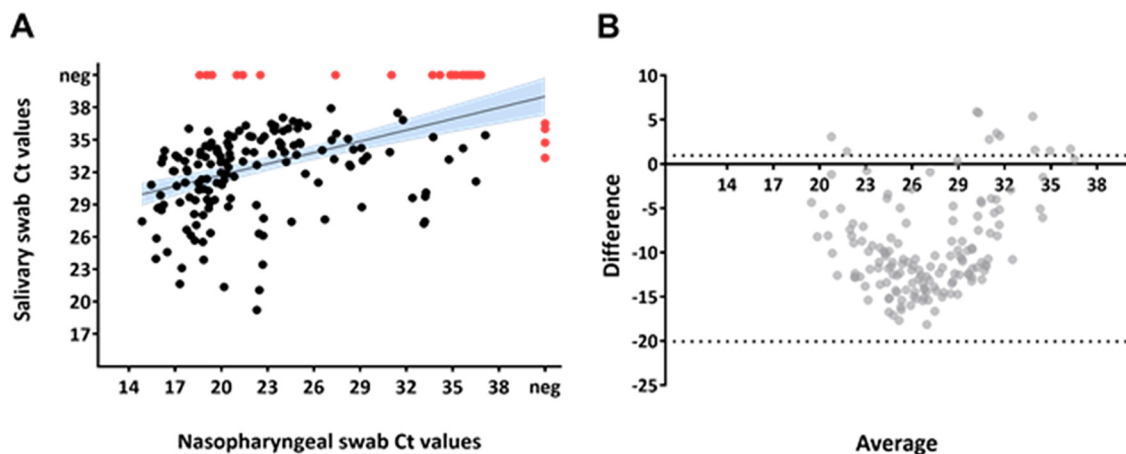 A
B
neg
38
35
32
29
26
23
20
17
Salivary swab Ct values
14 17 20 23 26 29 32 35 38 neg
Nasopharyngeal swab Ct values
10
5
0
-5
-10
-15
-20
-25
Difference
14 17 20 23 26 29 32 35 38
Average